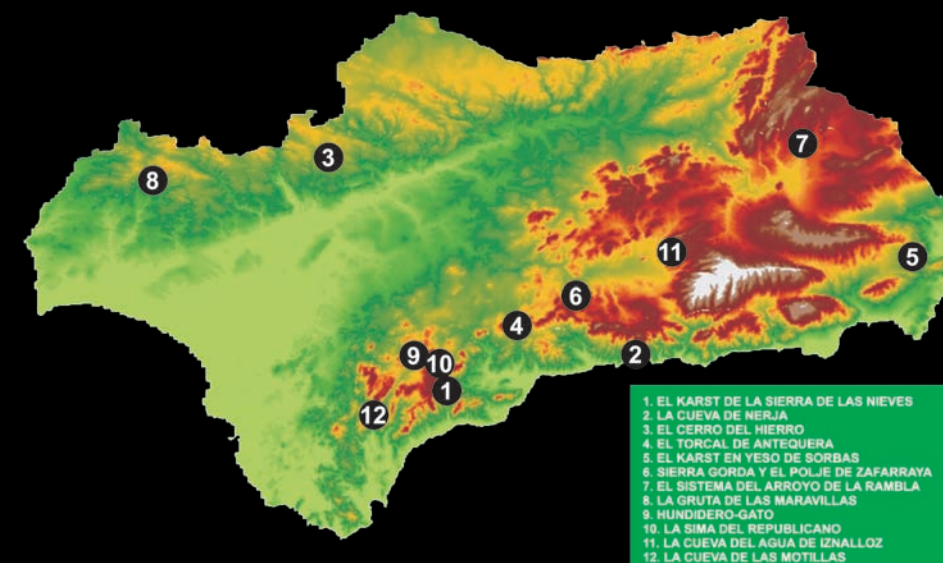 3
7
8
11
5
6
4
9
10
2
1
12
1. EL KARST DE LA SIERRA DE LAS NIEVES
2. LA CUEVA DE NERJA
3. EL CERRO DEL HIERRO
4. EL TORCAL DE ANTEQUERA
5. EL KARST EN YESO DE SORBAS
6. SIERRA GORDA Y EL POLJE DE ZAFARRAYA
7. EL SISTEMA DEL ARROYO DE LA RAMBLA
8. LA GRUTA DE LAS MARAVILLAS
9. HUNDIDERO-GATO
10. LA SIMA DEL REPUBLICANO
11. LA CUEVA DEL AGUA DE IZNALLOZ
12. LA CUEVA DE LAS MOTILLAS